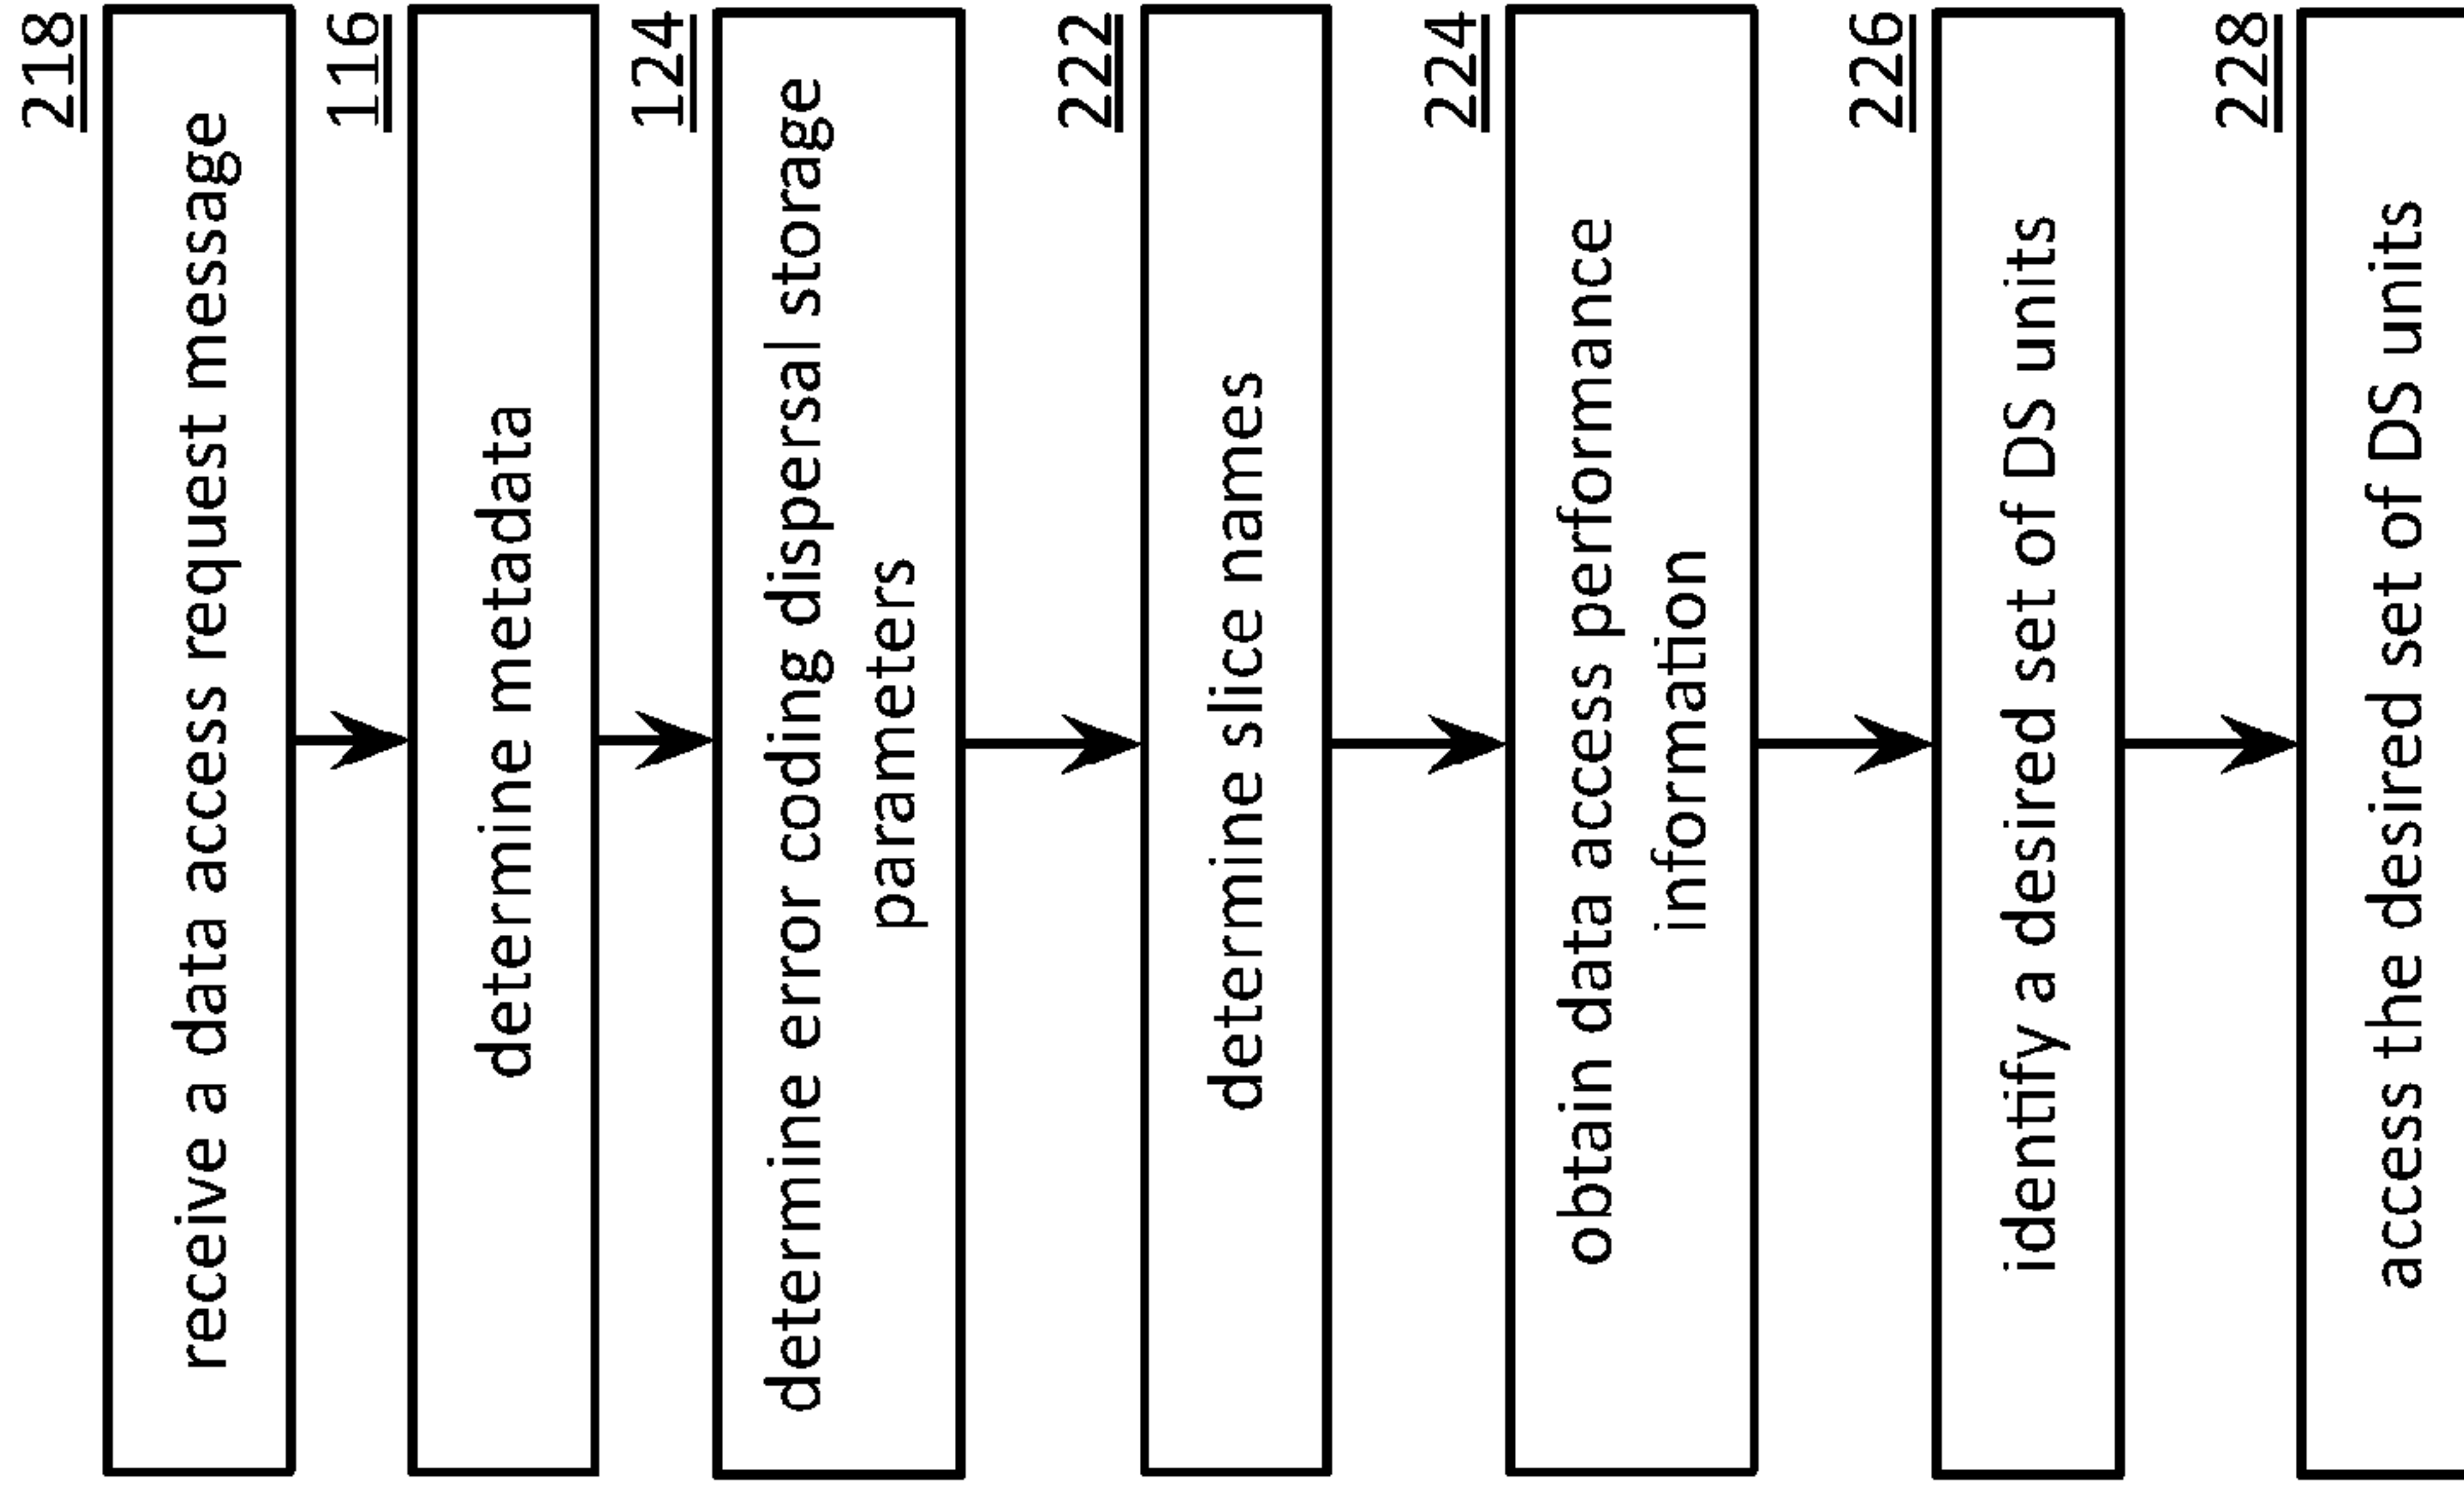 218
receive a data access request message
116
determine metadata
124
determine error coding dispersal storage
parameters
222
determine slice names
224
obtain data access performance
information
226
identify a desired set of DS units
228
access the desired set of DS units